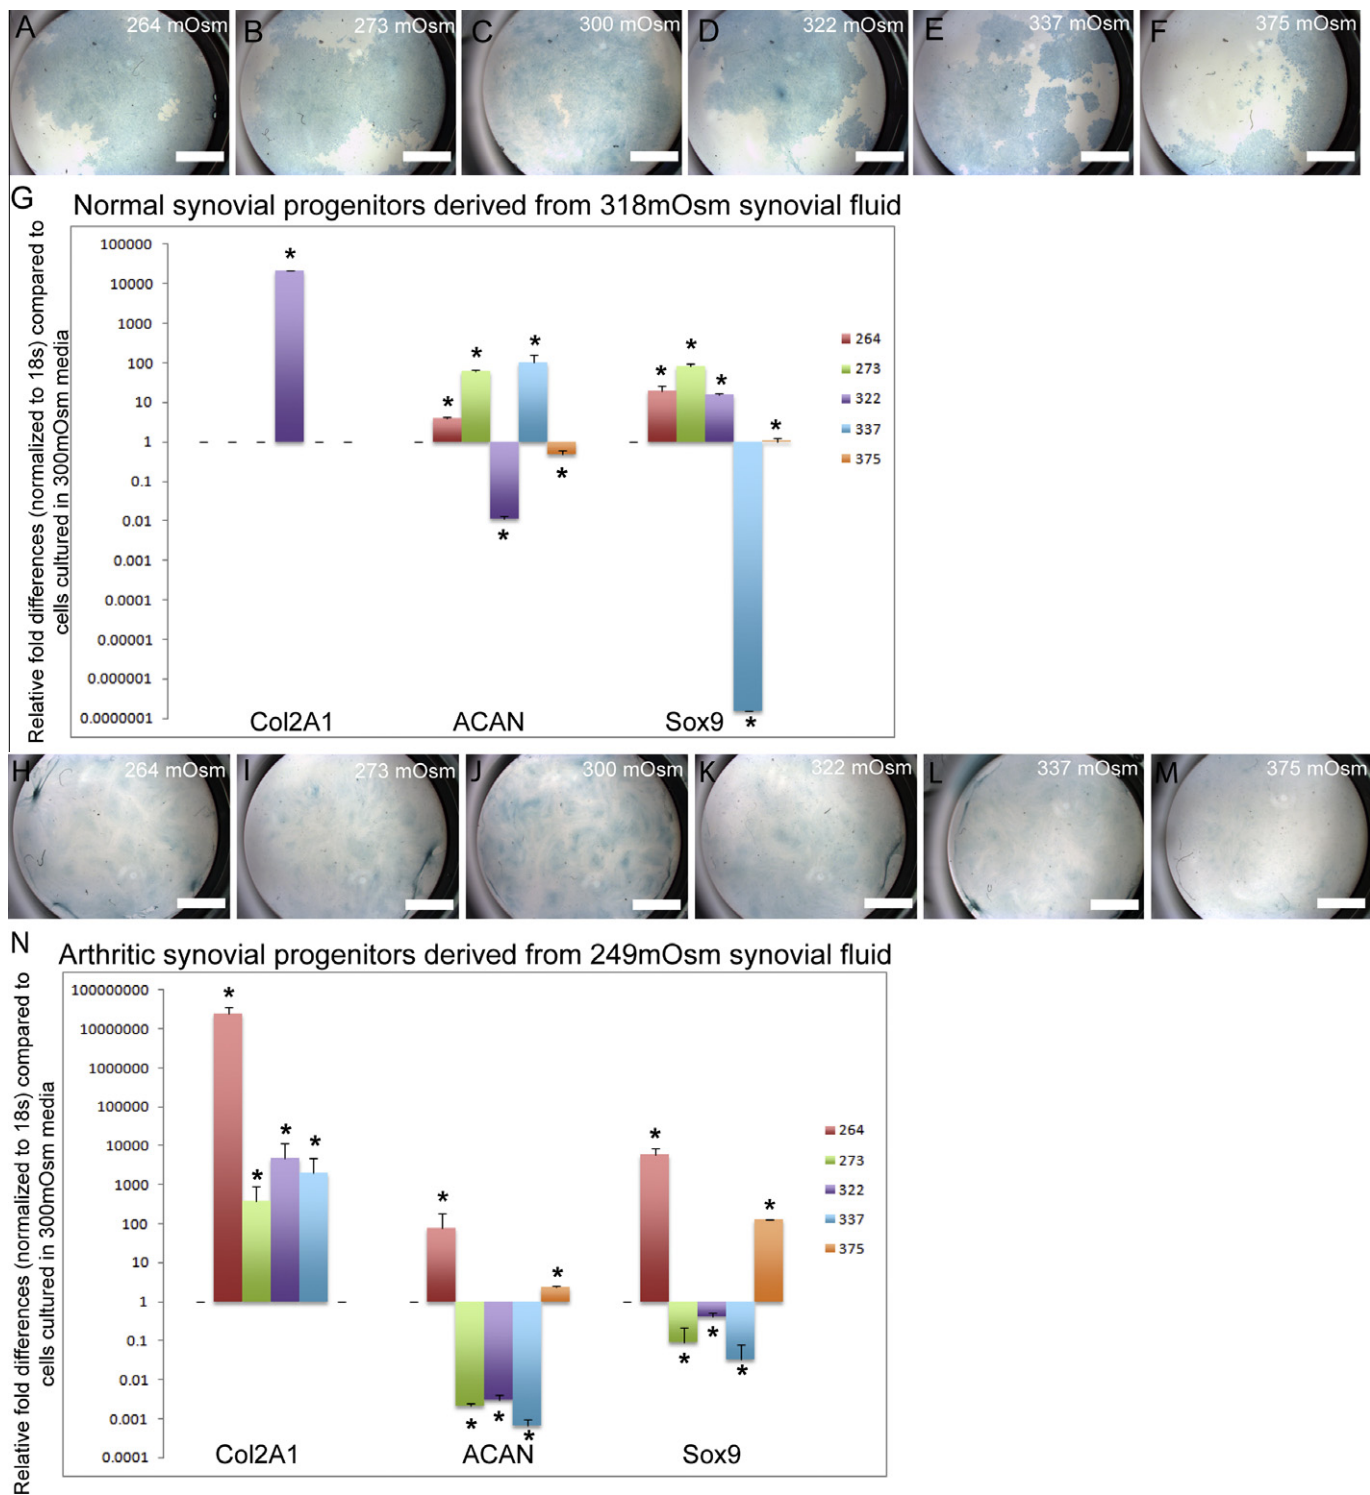 A 264 mOsm B 273 mOsm C 300 mOsm D 322 mOsm E 337 mOsm F 375 mOsm
G
Normal synovial progenitors derived from 318mOsm synovial fluid
Relative fold differences (normalized to 18s) compared to
cells cultured in 300mOsm media
100000
10000
1000
100
10
1
0.1
0.01
0.001
0.0001
0.00001
0.000001
0.0000001
*
* * * * *
* * * * *
264
273
322
337
375
Col2A1 ACAN Sox9
H 264 mOsm I 273 mOsm J 300 mOsm K 322 mOsm L 337 mOsm M 375 mOsm
N
Arthritic synovial progenitors derived from 249mOsm synovial fluid
Relative fold differences (normalized to 18s) compared to
cells cultured in 300mOsm media
100000000
10000000
1000000
100000
10000
1000
100
10
1
0.1
0.01
0.001
0.0001
* * * *
* * * * *
* * * * *
264
273
322
337
375
Col2A1 ACAN Sox9